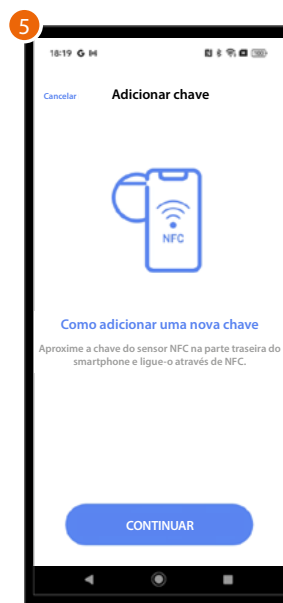 5
18:19 G M
Cancelar Adicionar chave
NFC
Como adicionar uma nova chave
Aproxime a chave do sensor NFC na parte traseira do
smartphone e ligue-o através de NFC.
CONTINUAR